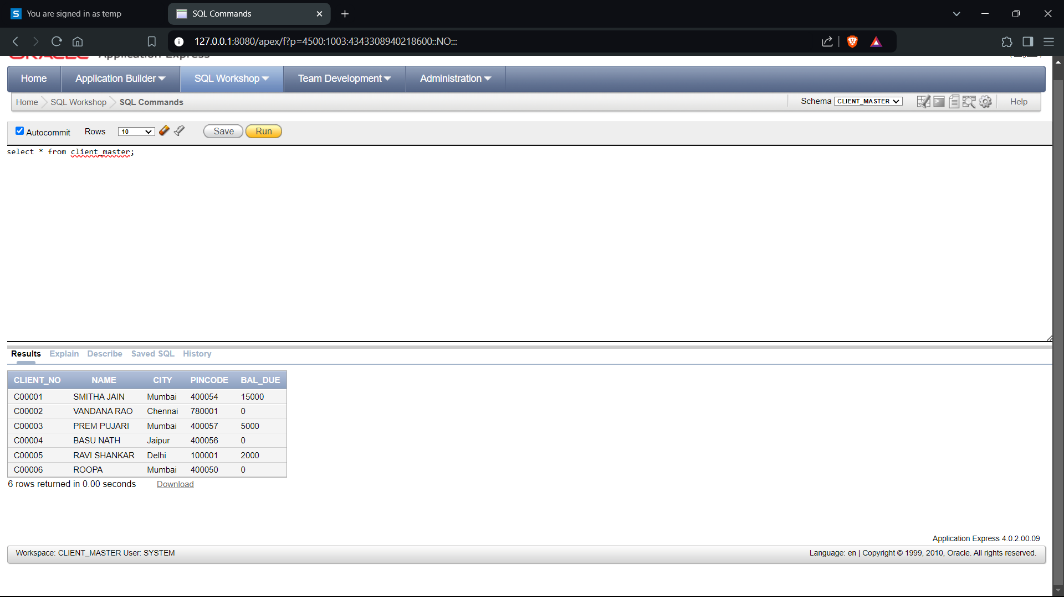 You are signed in as temp
SQL Commands
127.0.0.1:8080/apex/f?p=4500:1003:4343308940218600::NO:::
ORACLE Application Express
Home Application Builder SQL Workshop Team Development Administration
Home SQL Workshop SQL Commands Schema CLIENT_MASTER Help
Autocommit Rows 10 Save Run
select * from client_master;
Results Explain Describe Saved SQL History
CLIENT_NO NAME CITY PINCODE BAL_DUE
C00001 SMITHA JAIN Mumbai 400054 15000
C00002 VANDANA RAO Chennai 780001 0
C00003 PREM PUJARI Mumbai 400057 5000
C00004 BASU NATH Jaipur 400056 0
C00005 RAVI SHANKAR Delhi 100001 2000
C00006 ROOPA Mumbai 400050 0
6 rows returned in 0.00 seconds Download
Application Express 4.0.2.00.09
Workspace: CLIENT_MASTER User: SYSTEM Language: en | Copyright © 1999, 2010, Oracle. All rights reserved.